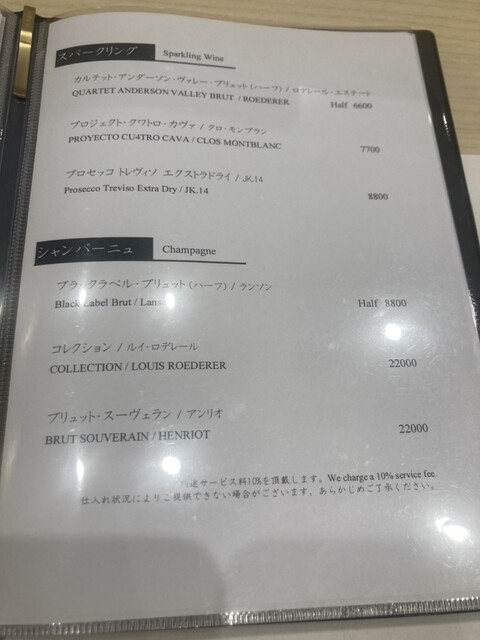 スパークリング Sparkling Wine
カルテット・アンダーソン・ヴァレー・ブリュット(ハーフ) / ロデレール・エステート
QUARTET ANDERSON VALLEY BRUT / ROEDERER Half 6600
プロジェクト・クワトロ・カヴァ / クロ・モンブラン
PROYECTO CU4TRO CAVA / CLOS MONTBLANC 7700
プロセッコ トレヴィソ エクストラドライ / JK.14
Prosecco Treviso Extra Dry / JK.14 8800
シャンパーニュ Champagne
ブラックラベル・ブリュット(ハーフ) / ランソン
Black Label Brut / Half 8800
コレクション / ルイ・ロデレール
COLLECTION / LOUIS ROEDERER 22000
ブリュット・スーヴェラン / アンリオ
BRUT SOUVERAIN / HENRIOT 22000
別途サービス料10%を頂戴します。We charge a 10% service fee.
仕入れ状況によりご提供できない場合がございます、あらかじめご了承ください。